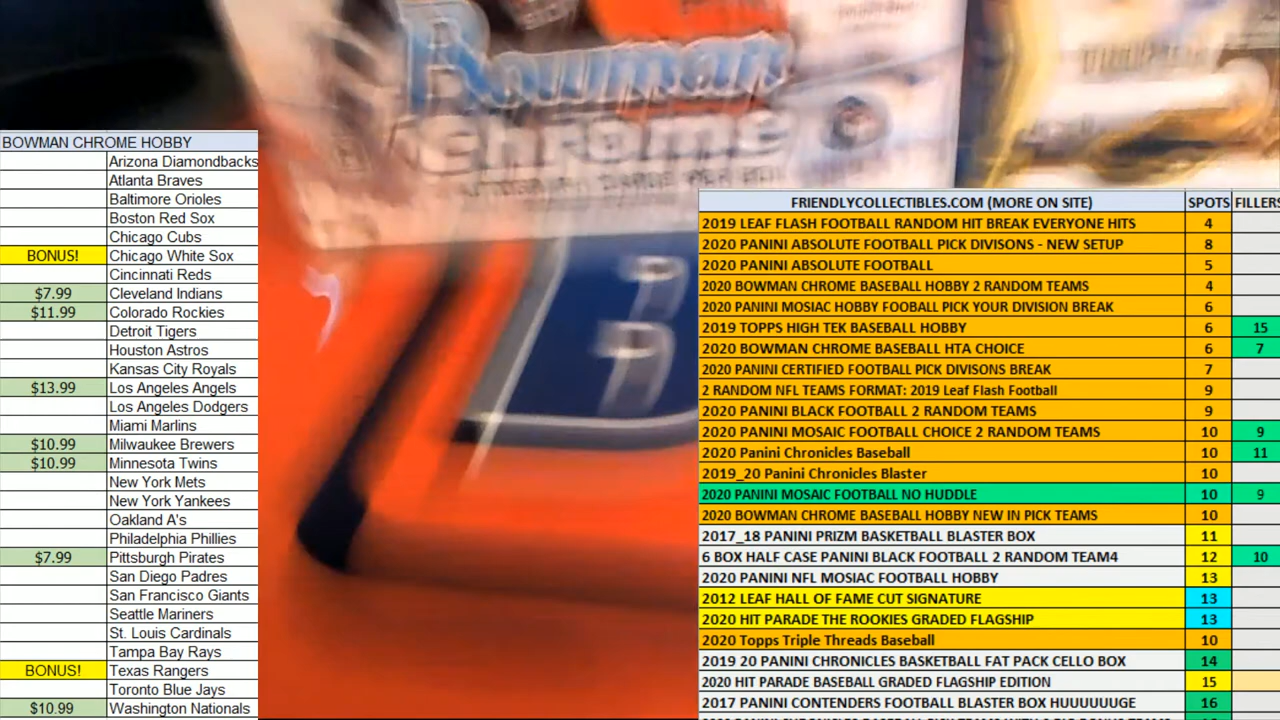 Bowman
Chrome
BOWMAN CHROME HOBBY
Arizona Diamondbacks
Atlanta Braves
Baltimore Orioles
Boston Red Sox
Chicago Cubs
BONUS! Chicago White Sox
Cincinnati Reds
$7.99 Cleveland Indians
$11.99 Colorado Rockies
Detroit Tigers
Houston Astros
Kansas City Royals
$13.99 Los Angeles Angels
Los Angeles Dodgers
Miami Marlins
$10.99 Milwaukee Brewers
$10.99 Minnesota Twins
New York Mets
New York Yankees
Oakland A's
Philadelphia Phillies
$7.99 Pittsburgh Pirates
San Diego Padres
San Francisco Giants
Seattle Mariners
St. Louis Cardinals
Tampa Bay Rays
BONUS! Texas Rangers
Toronto Blue Jays
$10.99 Washington Nationals
FRIENDLYCOLLECTIBLES.COM (MORE ON SITE) SPOTS FILLERS
2019 LEAF FLASH FOOTBALL RANDOM HIT BREAK EVERYONE HITS 4
2020 PANINI ABSOLUTE FOOTBALL PICK DIVISONS - NEW SETUP 8
2020 PANINI ABSOLUTE FOOTBALL 5
2020 BOWMAN CHROME BASEBALL HOBBY 2 RANDOM TEAMS 4
2020 PANINI MOSIAC HOBBY FOOBALL PICK YOUR DIVISION BREAK 6
2019 TOPPS HIGH TEK BASEBALL HOBBY 6 15
2020 BOWMAN CHROME BASEBALL HTA CHOICE 6 7
2020 PANINI CERTIFIED FOOTBALL PICK DIVISONS BREAK 7
2 RANDOM NFL TEAMS FORMAT: 2019 Leaf Flash Football 9
2020 PANINI BLACK FOOTBALL 2 RANDOM TEAMS 9
2020 PANINI MOSAIC FOOTBALL CHOICE 2 RANDOM TEAMS 10 9
2020 Panini Chronicles Baseball 10 11
2019_20 Panini Chronicles Blaster 10
2020 PANINI MOSAIC FOOTBALL NO HUDDLE 10 9
2020 BOWMAN CHROME BASEBALL HOBBY NEW IN PICK TEAMS 10
2017_18 PANINI PRIZM BASKETBALL BLASTER BOX 11
6 BOX HALF CASE PANINI BLACK FOOTBALL 2 RANDOM TEAM4 12 10
2020 PANINI NFL MOSIAC FOOTBALL HOBBY 13
2012 LEAF HALL OF FAME CUT SIGNATURE 13
2020 HIT PARADE THE ROOKIES GRADED FLAGSHIP 13
2020 Topps Triple Threads Baseball 10
2019 20 PANINI CHRONICLES BASKETBALL FAT PACK CELLO BOX 14
2020 HIT PARADE BASEBALL GRADED FLAGSHIP EDITION 15
2017 PANINI CONTENDERS FOOTBALL BLASTER BOX HUUUUUUGE 16